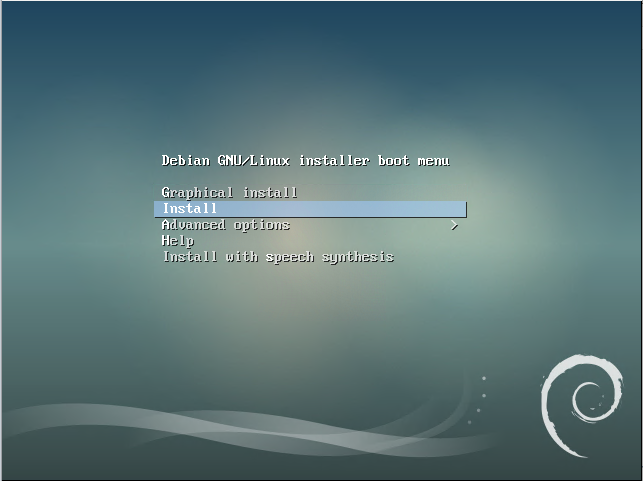 Debian GNU/Linux installer boot menu
Graphical install
Install
Advanced options >
Help
Install with speech synthesis